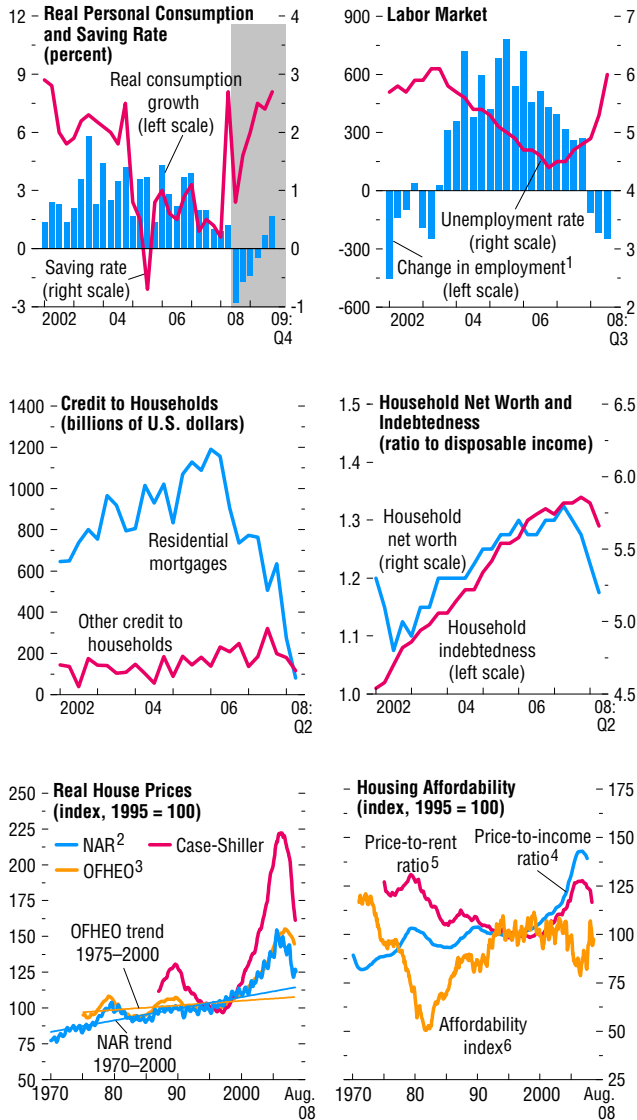 Real Personal Consumption
and Saving Rate
(percent)
12
9
6
3
0
-3
4
3
2
1
0
-1
Real consumption
growth
(left scale)
Saving rate
(right scale)
2002 04 06 08 09:
Q4
Labor Market
900
600
300
0
-300
-600
7
6
5
4
3
2
Unemployment rate
(right scale)
Change in employment1
(left scale)
2002 04 06 08:
Q3
Credit to Households
(billions of U.S. dollars)
1400
1200
1000
800
600
400
200
0
Residential
mortgages
Other credit to
households
2002 04 06 08:
Q2
Household Net Worth and
Indebtedness
(ratio to disposable income)
1.5
1.4
1.3
1.2
1.1
1.0
6.5
6.0
5.5
5.0
4.5
Household
net worth
(right scale)
Household
indebtedness
(left scale)
2002 04 06 08:
Q2
Real House Prices
(index, 1995 = 100)
250
225
200
175
150
125
100
75
50
NAR2 Case-Shiller
OFHEO3
OFHEO trend
1975–2000
NAR trend
1970–2000
1970 80 90 2000 Aug.
08
Housing Affordability
(index, 1995 = 100)
175
150
125
100
75
50
25
Price-to-rent
ratio5
Price-to-income
ratio4
Affordability
index6
1970 80 90 2000 Aug.
08